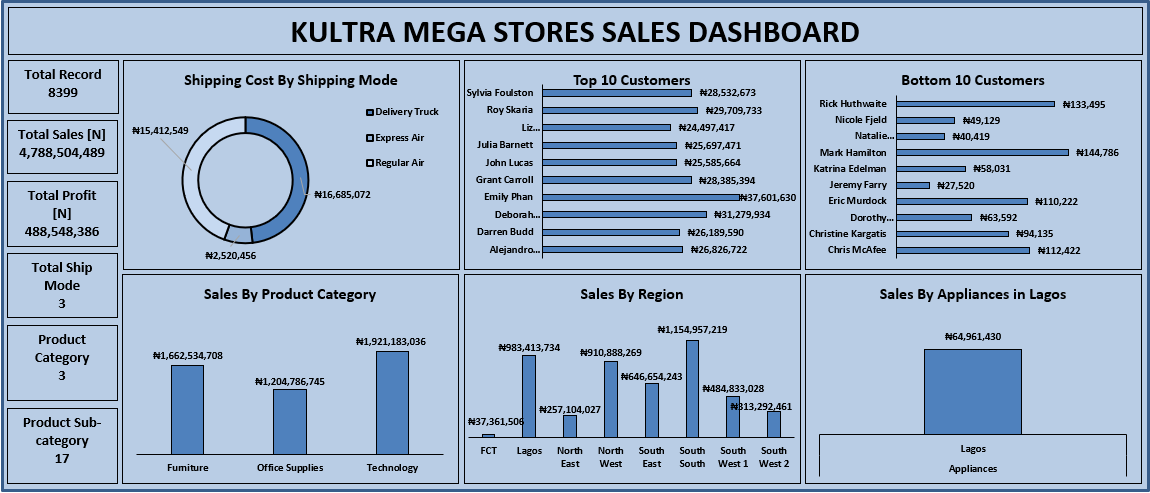 KULTRA MEGA STORES SALES DASHBOARD
Total Record
8399
Total Sales [N]
4,788,504,489
Total Profit
[N]
488,548,386
Total Ship
Mode
3
Product
Category
3
Product Sub-
category
17
Shipping Cost By Shipping Mode
Delivery Truck
Express Air
Regular Air
₦15,412,549
₦16,685,072
₦2,520,456
Top 10 Customers
Sylvia Foulston ₦28,532,673
Roy Skaria ₦29,709,733
Liz... ₦24,497,417
Julia Barnett ₦25,697,471
John Lucas ₦25,585,664
Grant Carroll ₦28,385,394
Emily Phan ₦37,601,630
Deborah... ₦31,279,934
Darren Budd ₦26,189,590
Alejandro... ₦26,826,722
Bottom 10 Customers
Rick Huthwaite ₦133,495
Nicole Fjeld ₦49,129
Natalie... ₦40,419
Mark Hamilton ₦144,786
Katrina Edelman ₦58,031
Jeremy Farry ₦27,520
Eric Murdock ₦110,222
Dorothy... ₦63,592
Christine Kargatis ₦94,135
Chris McAfee ₦112,422
Sales By Product Category
₦1,662,534,708
₦1,204,786,745
₦1,921,183,036
Furniture Office Supplies Technology
Sales By Region
₦37,361,506
₦983,413,734
₦257,104,027
₦910,888,269
₦646,654,243
₦1,154,957,219
₦484,833,028
₦313,292,461
FCT Lagos North East North West South East South South South West 1 South West 2
Sales By Appliances in Lagos
₦64,961,430
Lagos
Appliances